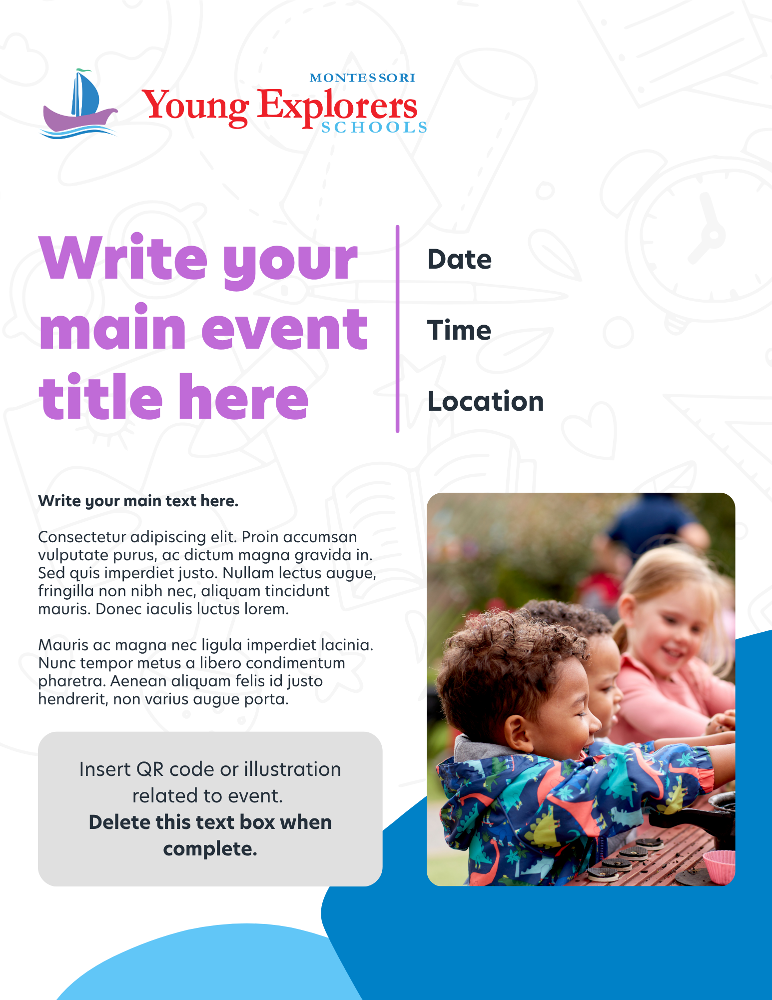 MONTESSORI
Young Explorers
SCHOOLS
Write your
main event
title here
Date
Time
Location
Write your main text here.
Consectetur adipiscing elit. Proin accumsan
vulputate purus, ac dictum magna gravida in.
Sed quis imperdiet justo. Nullam lectus augue,
fringilla non nibh nec, aliquam tincidunt
mauris. Donec iaculis luctus lorem.
Mauris ac magna nec ligula imperdiet lacinia.
Nunc tempor metus a libero condimentum
pharetra. Aenean aliquam felis id justo
hendrerit, non varius augue porta.
Insert QR code or illustration
related to event.
Delete this text box when
complete.